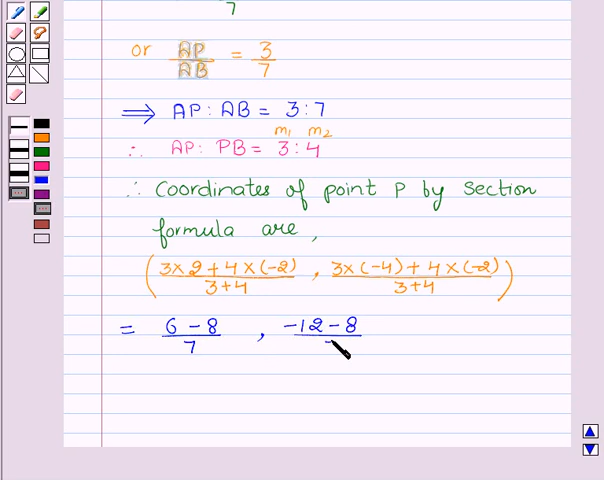 7
or AP/AB = 3/7
⟹ AP : AB = 3 : 7
m₁ m₂
∴ AP : PB = 3 : 4
∴ Coordinates of point P by section
formula are,
( (3×2+4×(-2))/(3+4) , (3×(-4)+4×(-2))/(3+4) )
= (6-8)/7 , (-12-8)/